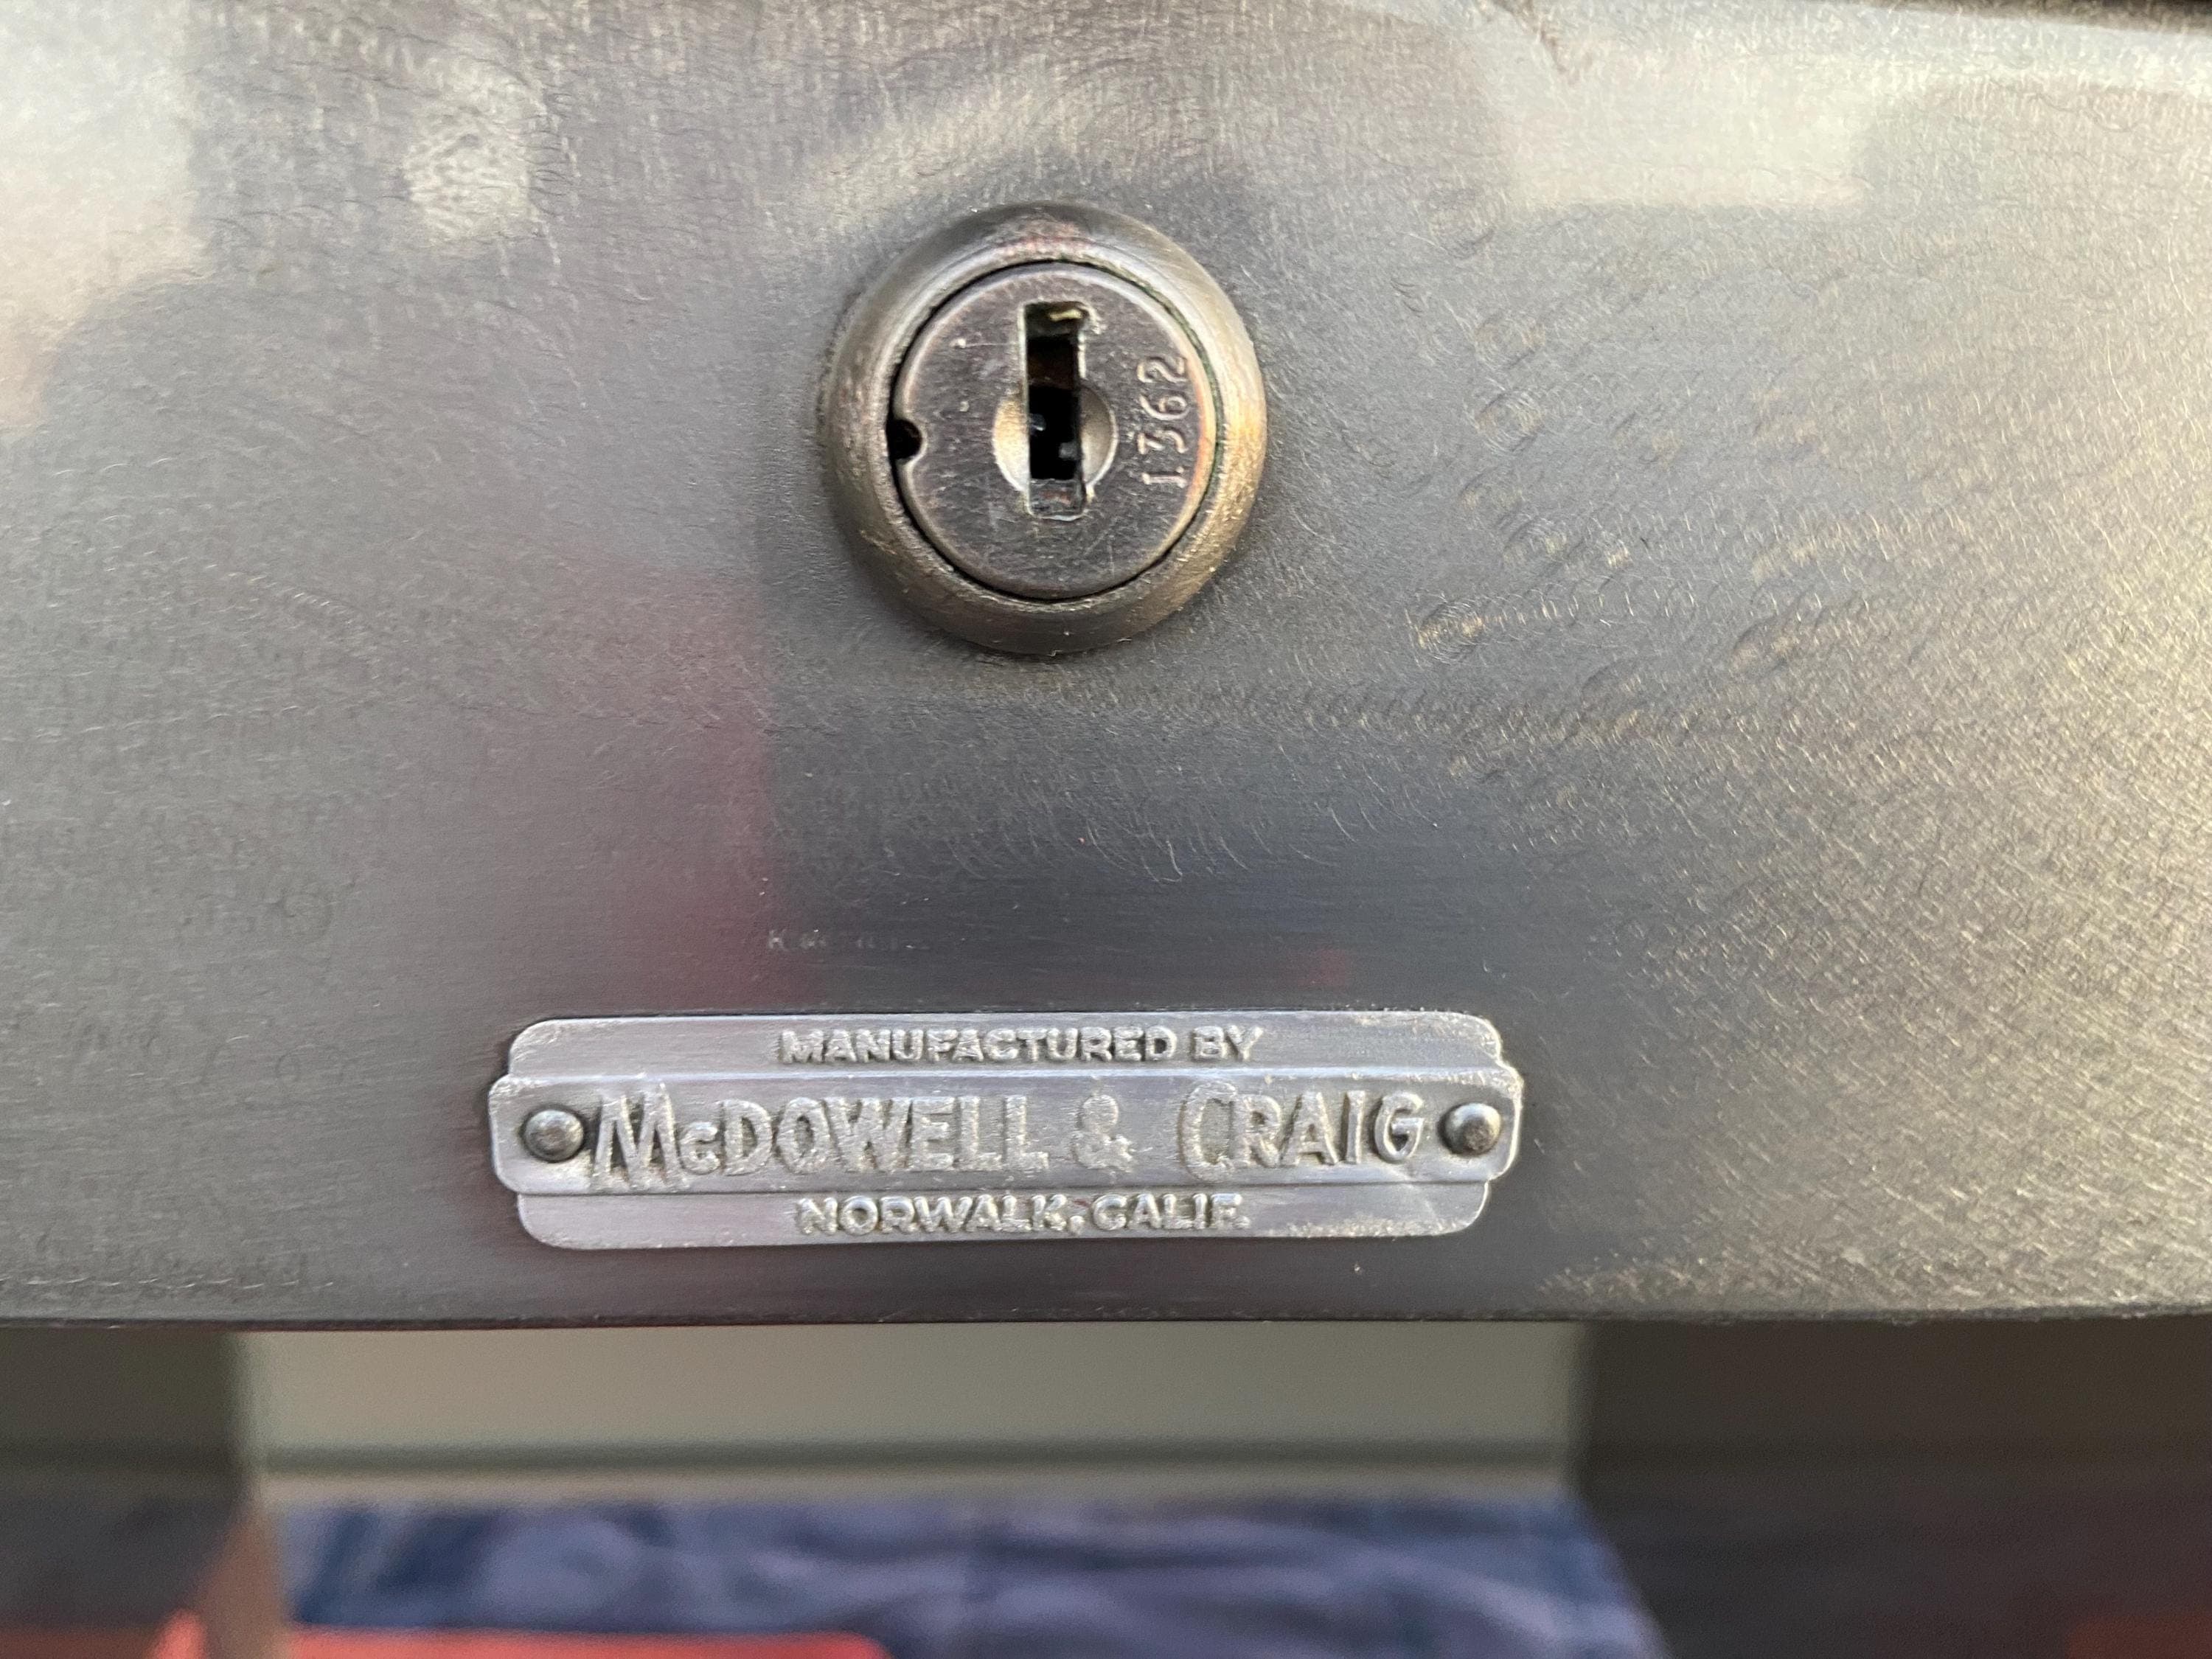 1362
MANUFACTURED BY
McDOWELL & CRAIG
NORWALK, CALIF.